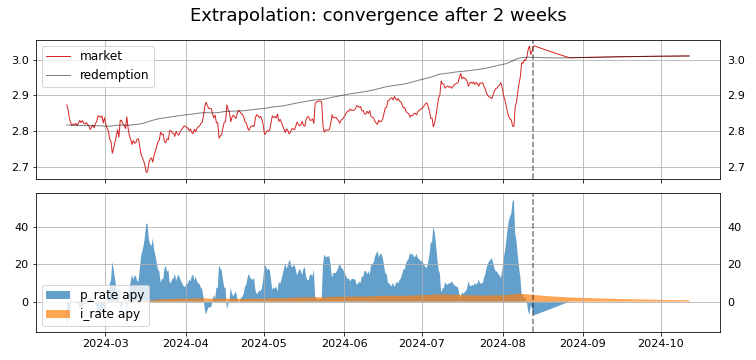 Extrapolation: convergence after 2 weeks
3.0
2.9
2.8
2.7
market
redemption
3.0
2.9
2.8
2.7
40
20
0
p_rate apy
i_rate apy
40
20
0
2024-03 2024-04 2024-05 2024-06 2024-07 2024-08 2024-09 2024-10